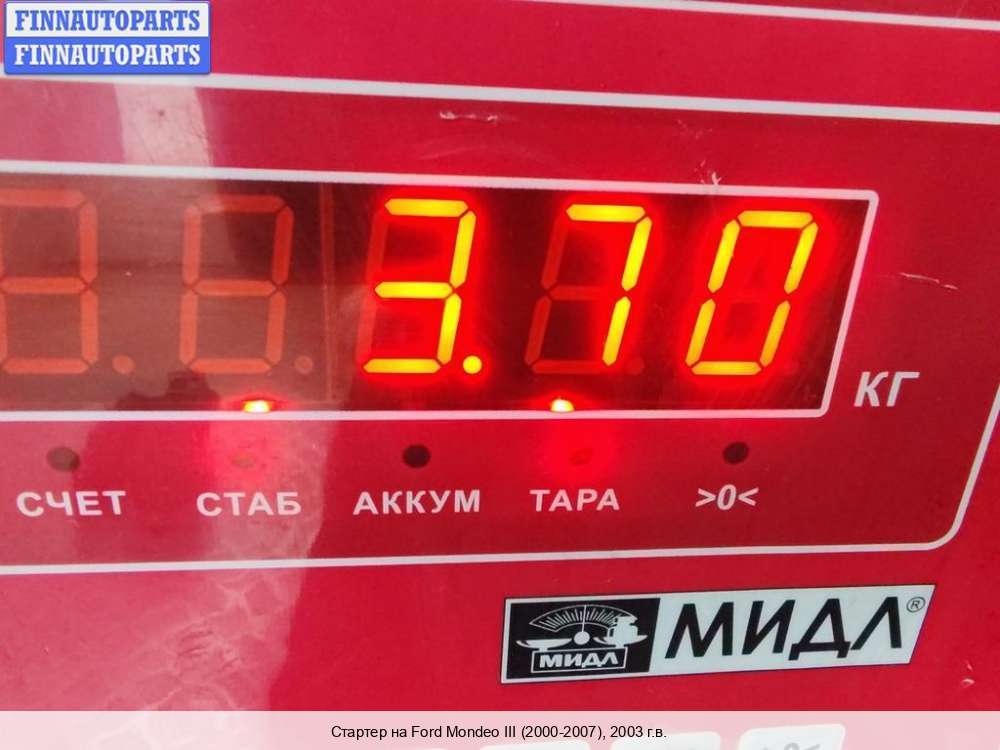 FINNAUTOPARTS
FINNAUTOPARTS
3.70
КГ
СЧЕТ СТАБ АККУМ ТАРА >0<
МИДЛ®
МИДЛ
Стартер на Ford Mondeo III (2000-2007), 2003 г.в.